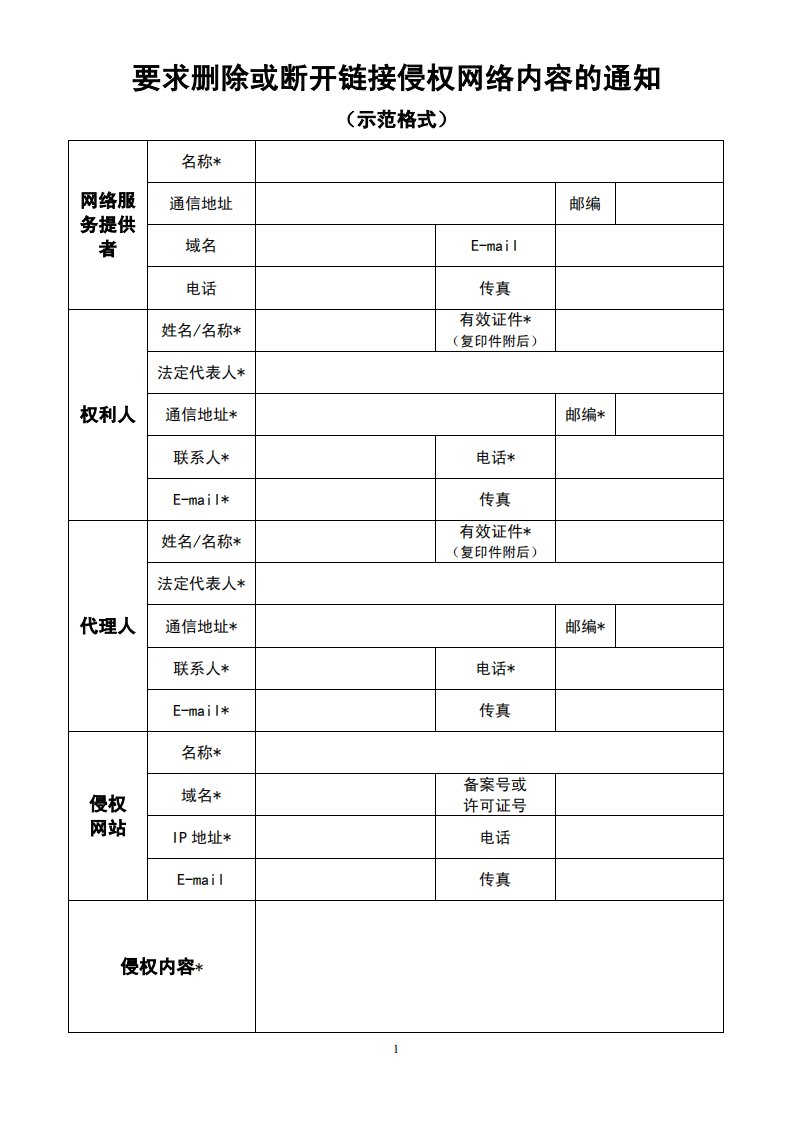 要求删除或断开链接侵权网络内容的通知
（示范格式）
网络服
务提供
者
名称*
通信地址 邮编
域名 E-mail
电话 传真
权利人
姓名/名称* 有效证件*
（复印件附后）
法定代表人*
通信地址* 邮编*
联系人* 电话*
E-mail* 传真
代理人
姓名/名称* 有效证件*
（复印件附后）
法定代表人*
通信地址* 邮编*
联系人* 电话*
E-mail* 传真
侵权
网站
名称*
域名* 备案号或
许可证号
IP 地址* 电话
E-mail 传真
侵权内容*
1